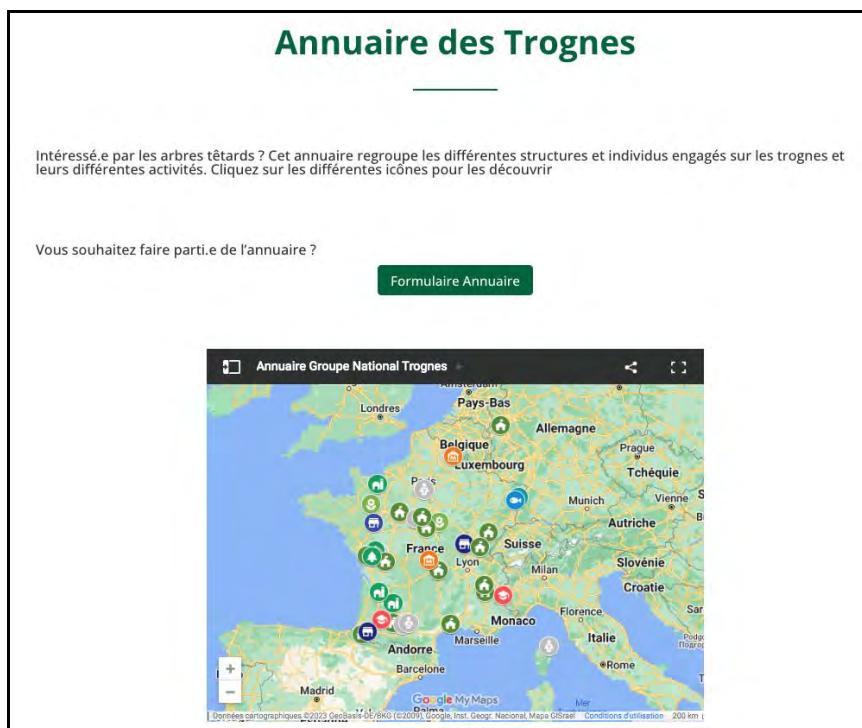 Annuaire des Trognes
Intéressé.e par les arbres têtards ? Cet annuaire regroupe les différentes structures et individus engagés sur les trognes et
leurs différentes activités. Cliquez sur les différentes icônes pour les découvrir
Vous souhaitez faire parti.e de l'annuaire ?
Formulaire Annuaire
Annuaire Groupe National Trognes
Amsterdam
Londres
Pays-Bas
Allemagne
Belgique
Prague
Luxembourg
Tchéquie
Paris
Munich
Vienne
Autriche
France
Suisse
Lyon
Slovénie
Milan
Croatie
Monaco
Florence
Marseille
Italie
Andorre
Rome
Barcelone
Madrid
Google My Maps
Mer
Données cartographiques ©2023 GeoBasis-DE/BKG (©2009), Google, Inst. Geogr. Nacional, Mapa GISrael
Conditions d'utilisation
200 km